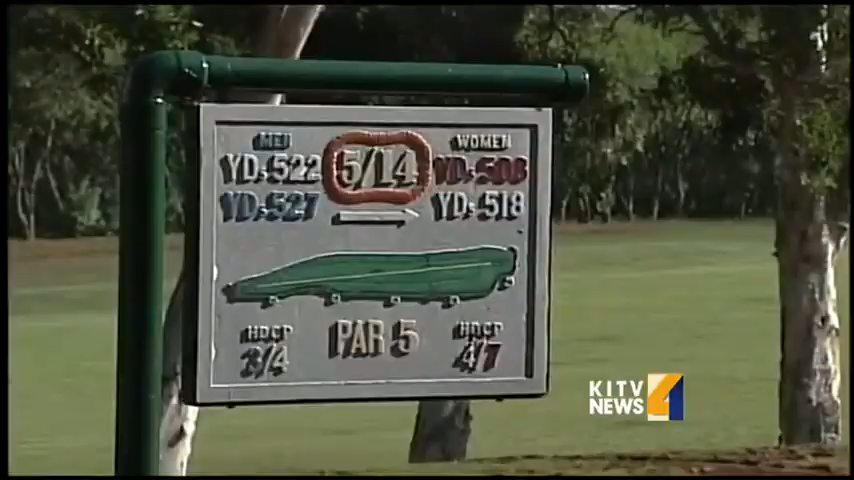 MEN 5/14 WOMEN
YD:522 YD:508
YD:527 YD:518
HDCP PAR 5 HDCP
3/4 4/7
KITV
NEWS 4